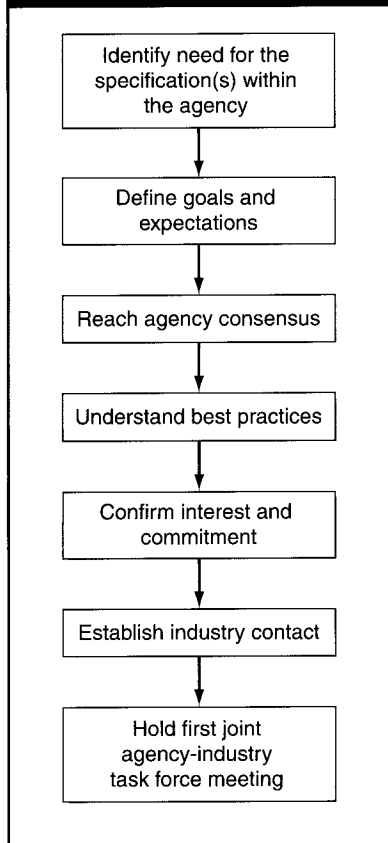 Identify need for the
specification(s) within
the agency
Define goals and
expectations
Reach agency consensus
Understand best practices
Confirm interest and
commitment
Establish industry contact
Hold first joint
agency-industry
task force meeting